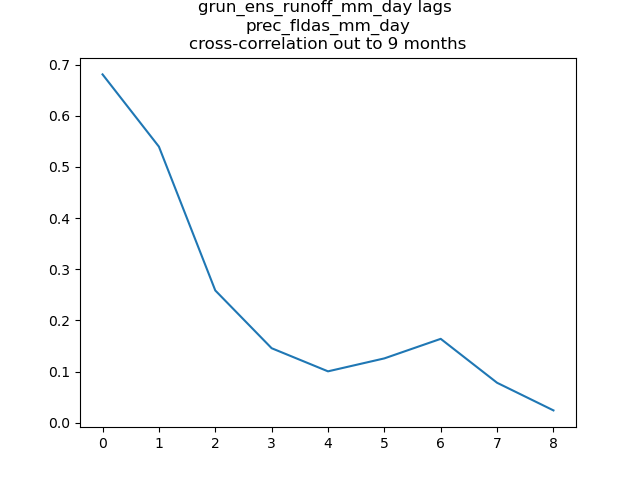 grun_ens_runoff_mm_day lags
prec_fldas_mm_day
cross-correlation out to 9 months
0.7
0.6
0.5
0.4
0.3
0.2
0.1
0.0
0 1 2 3 4 5 6 7 8